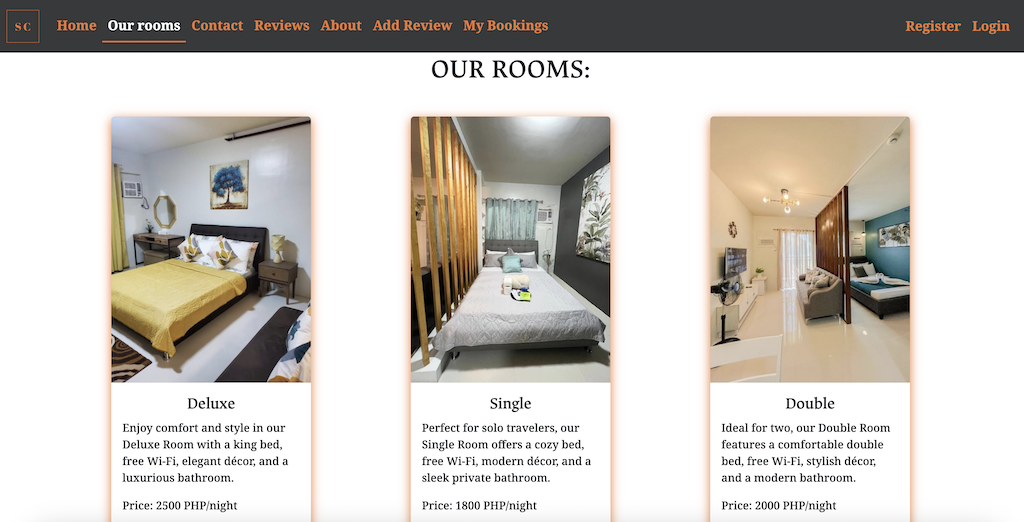 SC Home Our rooms Contact Reviews About Add Review My Bookings Register Login
OUR ROOMS:
Deluxe
Enjoy comfort and style in our
Deluxe Room with a king bed,
free Wi-Fi, elegant décor, and a
luxurious bathroom.
Price: 2500 PHP/night
Single
Perfect for solo travelers, our
Single Room offers a cozy bed,
free Wi-Fi, modern décor, and a
sleek private bathroom.
Price: 1800 PHP/night
Double
Ideal for two, our Double Room
features a comfortable double
bed, free Wi-Fi, stylish décor,
and a modern bathroom.
Price: 2000 PHP/night